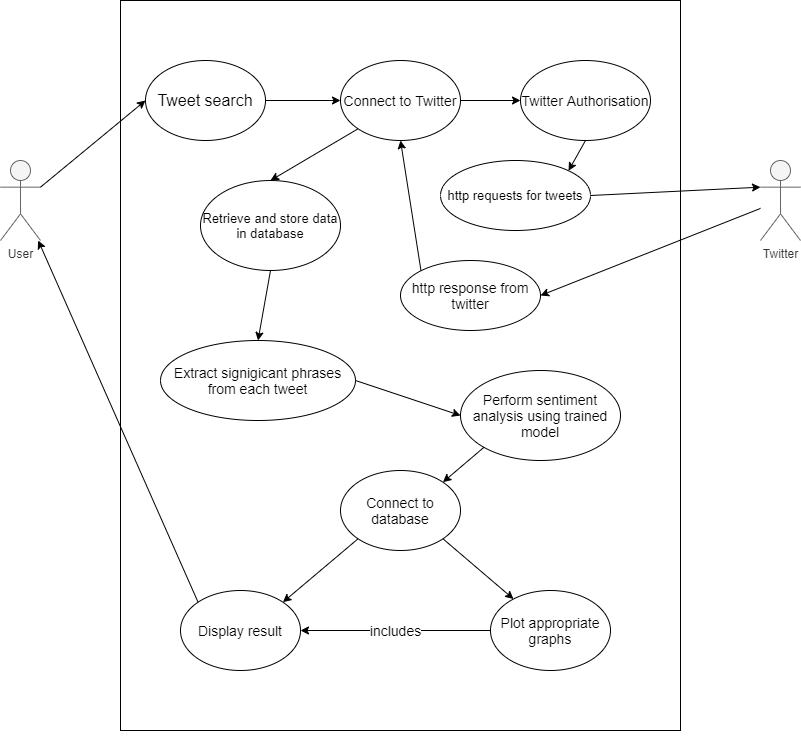 Tweet search
Connect to Twitter
Twitter Authorisation
http requests for tweets
Retrieve and store data
in database
User
Twitter
http response from
twitter
Extract signigicant phrases
from each tweet
Perform sentiment
analysis using trained
model
Connect to
database
Display result
includes
Plot appropriate
graphs